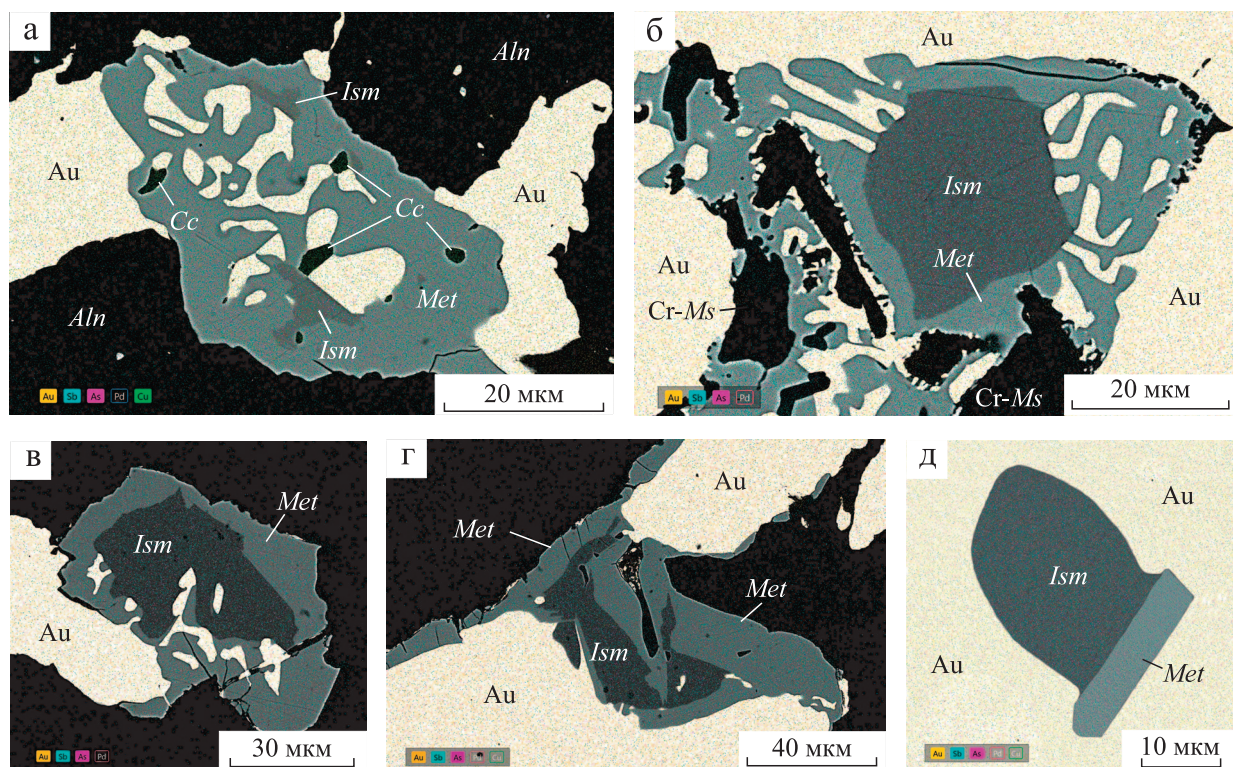 а
Aln
Ism
Au
Au
Cc
Cc
Met
Aln
Ism
Au Sb As Pd Cu
20 мкм
б
Au
Ism
Au
Met
Cr-Ms
Au
Cr-Ms
Au Sb As Pd
20 мкм
в
Met
Ism
Au
Au Sb As Pd
30 мкм
г
Au
Met
Met
Ism
Au
Au Sb As Pd Cu
40 мкм
д
Au
Ism
Au
Met
Au Sb As Pd Cu
10 мкм